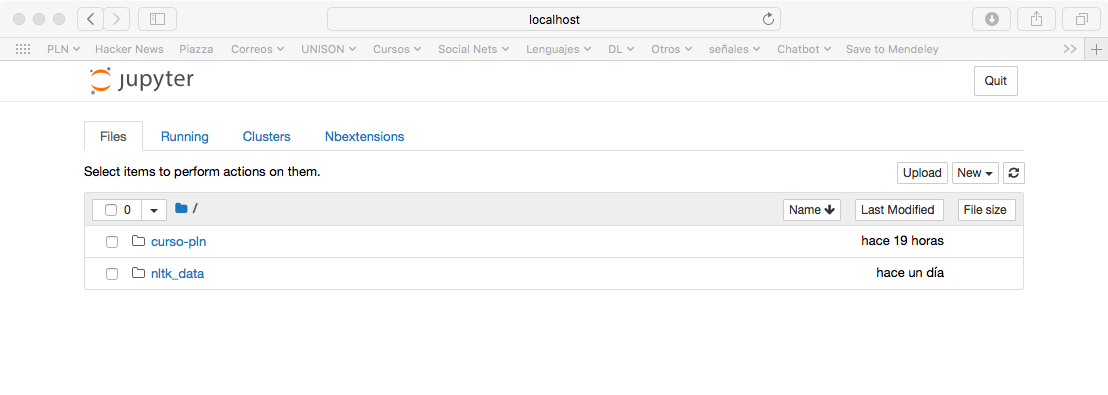 localhost
PLN Hacker News Piazza Correos UNISON Cursos Social Nets Lenguajes DL Otros señales Chatbot Save to Mendeley >> +
jupyter
Quit
Files Running Clusters Nbextensions
Select items to perform actions on them.
Upload New
0 / Name Last Modified File size
curso-pln hace 19 horas
nltk_data hace un día